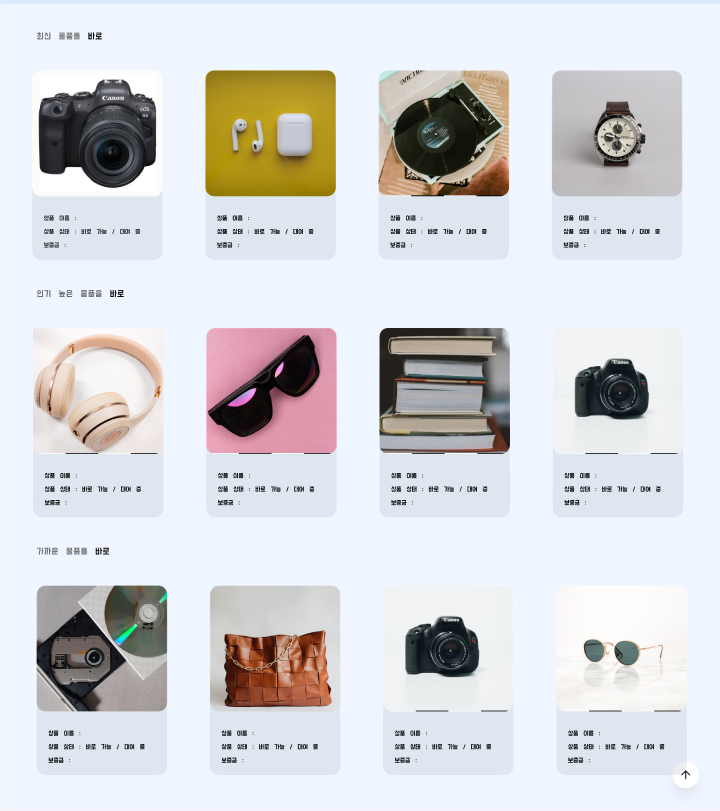 최신 물품을 바로
Canon
EOS
R6
상품 이름 :
상품 상태 : 바로 가능 / 대여 중
보증금 :
상품 이름 :
상품 상태 : 바로 가능 / 대여 중
보증금 :
상품 이름 :
상품 상태 : 바로 가능 / 대여 중
보증금 :
상품 이름 :
상품 상태 : 바로 가능 / 대여 중
보증금 :
인기 높은 물품을 바로
Canon
상품 이름 :
상품 상태 : 바로 가능 / 대여 중
보증금 :
상품 이름 :
상품 상태 : 바로 가능 / 대여 중
보증금 :
상품 이름 :
상품 상태 : 바로 가능 / 대여 중
보증금 :
상품 이름 :
상품 상태 : 바로 가능 / 대여 중
보증금 :
가까운 물품을 바로
Canon
상품 이름 :
상품 상태 : 바로 가능 / 대여 중
보증금 :
상품 이름 :
상품 상태 : 바로 가능 / 대여 중
보증금 :
상품 이름 :
상품 상태 : 바로 가능 / 대여 중
보증금 :
상품 이름 :
상품 상태 : 바로 가능 / 대여 중
보증금 :